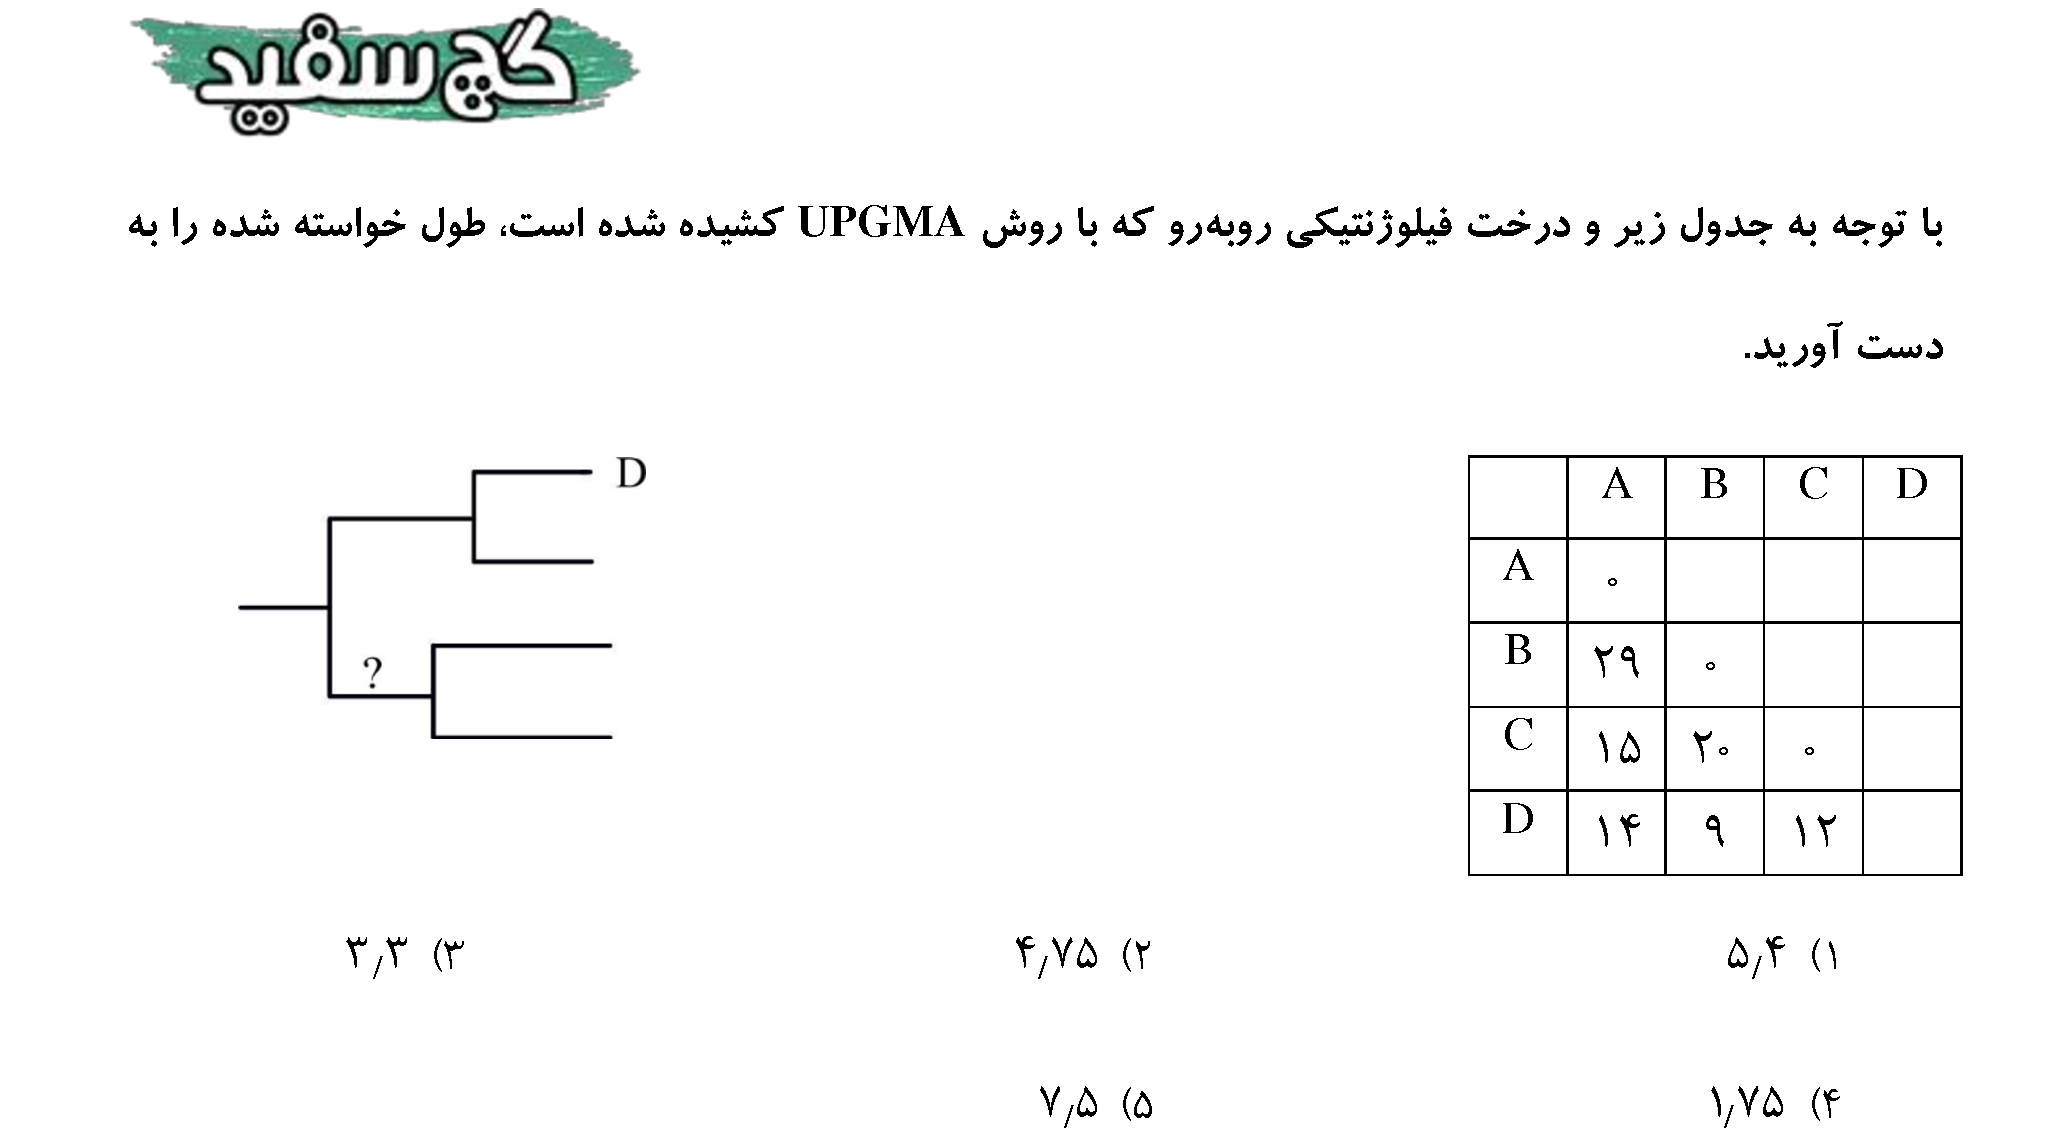 گچ سفید
با توجه به جدول زیر و درخت فیلوژنتیکی روبه‌رو که با روش UPGMA کشیده شده است، طول خواسته شده را به
دست آورید.
D
?
A B C D
A ۰
B ۲۹ ۰
C ۱۵ ۲۰ ۰
D ۱۴ ۹ ۱۲
۱) ۵٫۴ ۲) ۴٫۷۵ ۳) ۳٫۳
۴) ۱٫۷۵ ۵) ۷٫۵